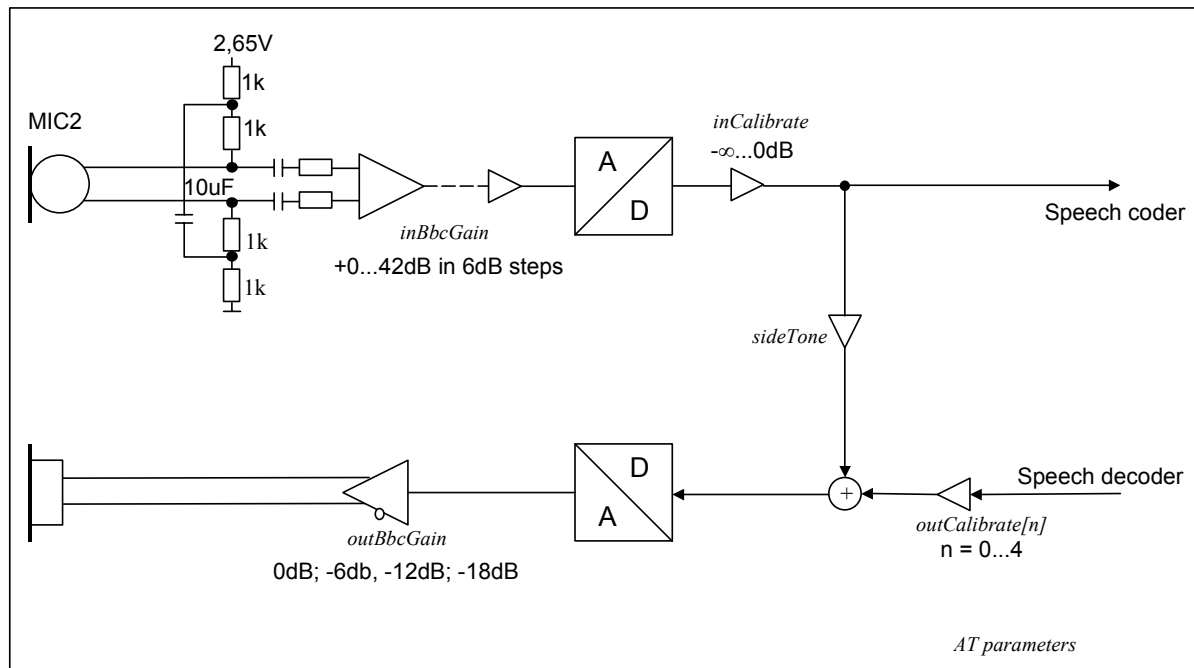 2,65V
1k
MIC2
1k
10uF
1k
1k
inBbcGain
+0...42dB in 6dB steps
A
D
inCalibrate
-∞...0dB
Speech coder
sideTone
D
A
Speech decoder
outCalibrate[n]
n = 0...4
outBbcGain
0dB; -6db, -12dB; -18dB
+
AT parameters